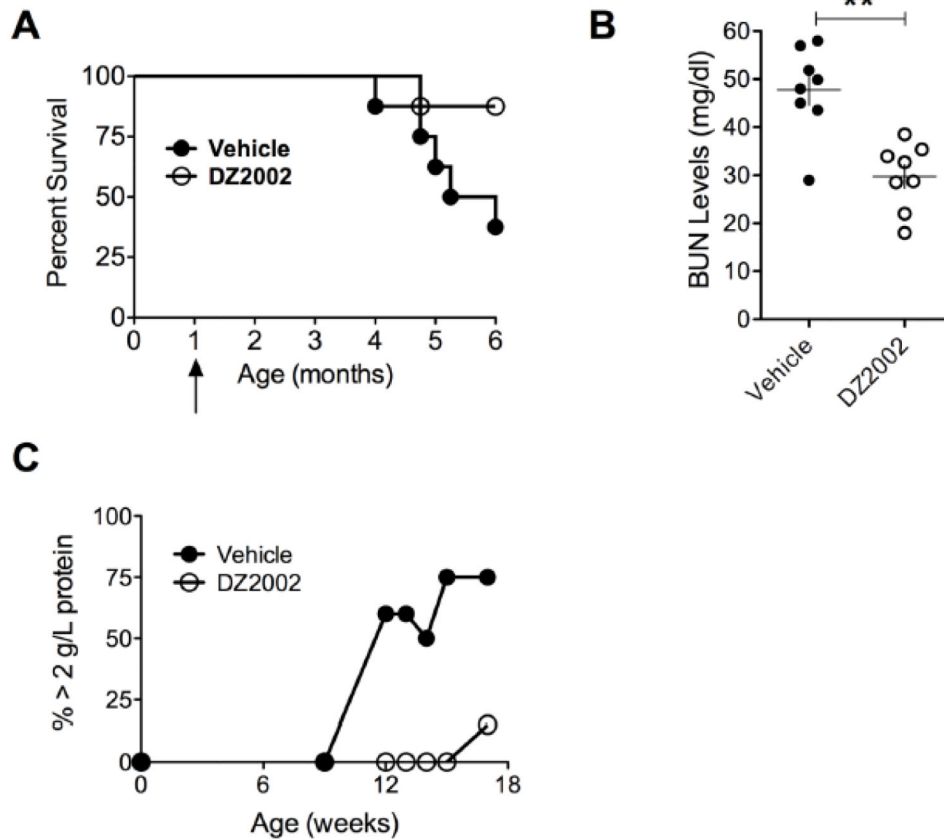 A
Percent Survival
100
75
50
25
0
Vehicle
DZ2002
0 1 2 3 4 5 6
Age (months)
B
**
BUN Levels (mg/dl)
60
50
40
30
20
10
0
Vehicle
DZ2002
C
% > 2 g/L protein
100
75
50
25
0
Vehicle
DZ2002
0 6 12 18
Age (weeks)